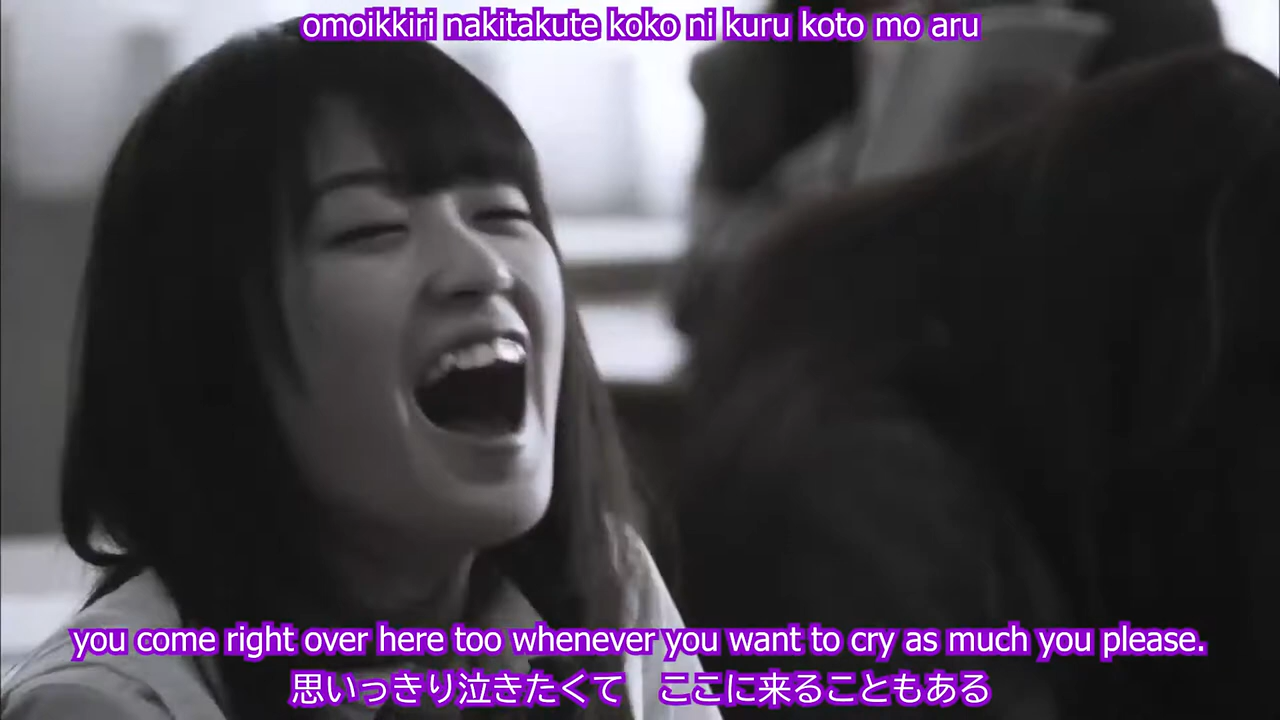 omoikkiri nakitakute koko ni kuru koto mo aru
you come right over here too whenever you want to cry as much you please.
思いっきり泣きたくて　ここに来ることもある